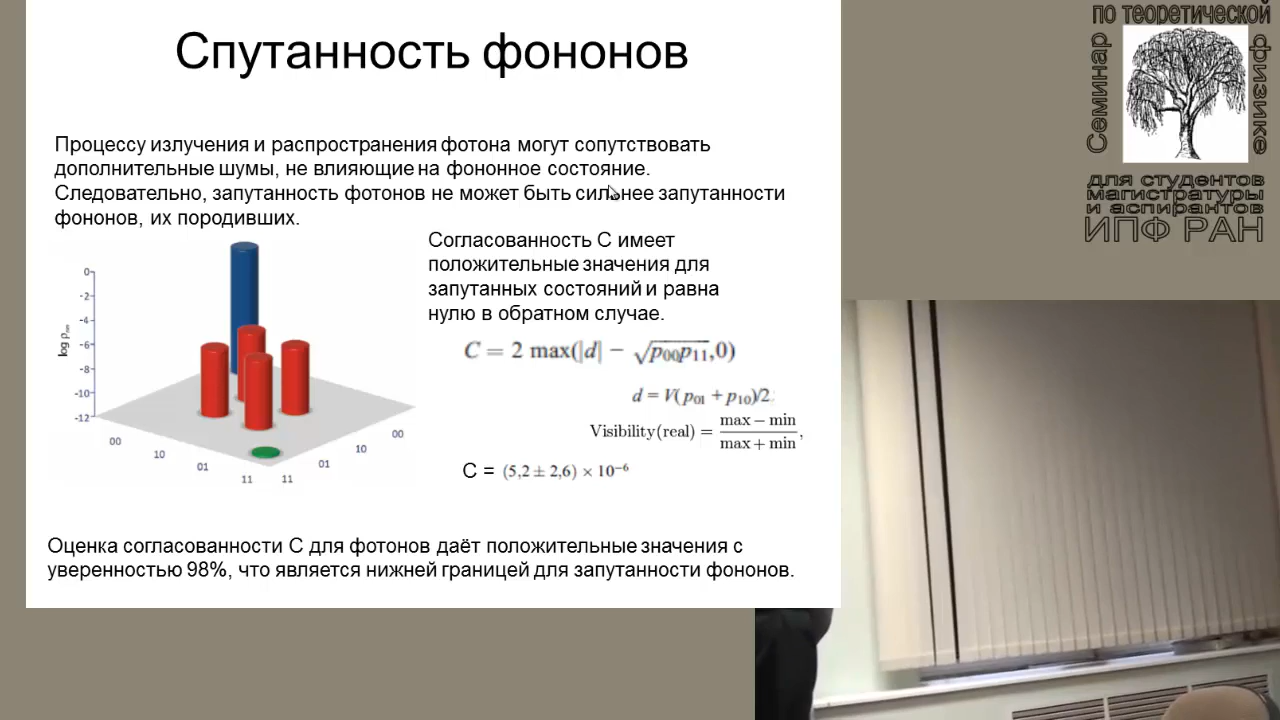 Спутанность фононов
Процессу излучения и распространения фотона могут сопутствовать
дополнительные шумы, не влияющие на фононное состояние.
Следовательно, запутанность фотонов не может быть сильнее запутанности
фононов, их породивших.
Согласованность C имеет
положительные значения для
запутанных состояний и равна
нулю в обратном случае.
C = 2 max(|d| − √p₀₀p₁₁,0)
d = V(p₀₁ + p₁₀)/2
Visibility(real) = max − min / max + min,
C = (5,2 ± 2,6) × 10⁻⁶
0
-2
-4
-6
-8
-10
-12
00
10
01
11
11
01
10
00
Оценка согласованности C для фотонов даёт положительные значения с
уверенностью 98%, что является нижней границей для запутанности фононов.
Семинар
по теоретической
физике
для студентов
магистратуры
и аспирантов
ИПФ РАН